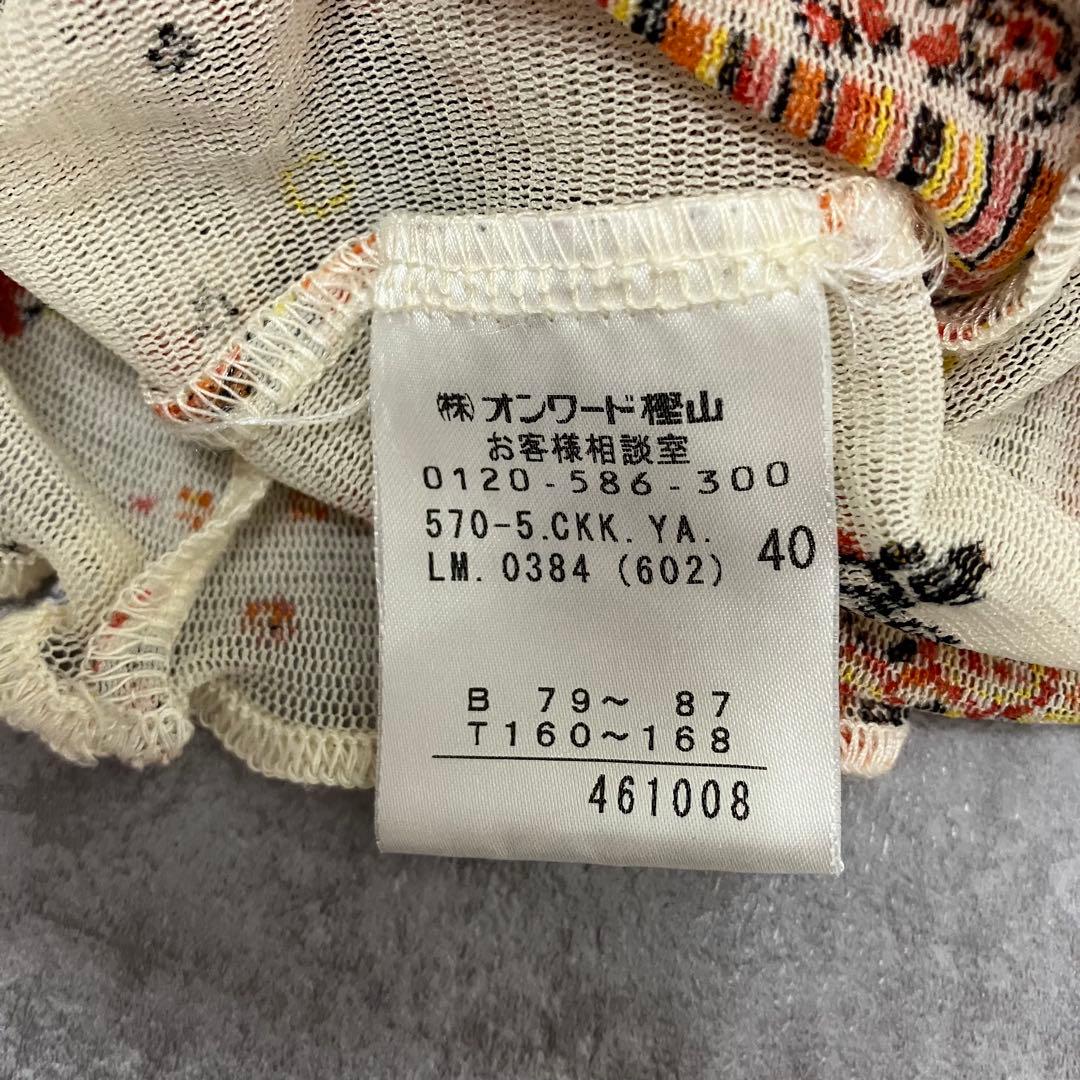 ㈱オンワード樫山
お客様相談室
0120-586-300
570-5.CKK.YA.
LM.0384 (602) 40
B 79～ 87
T160～168
461008